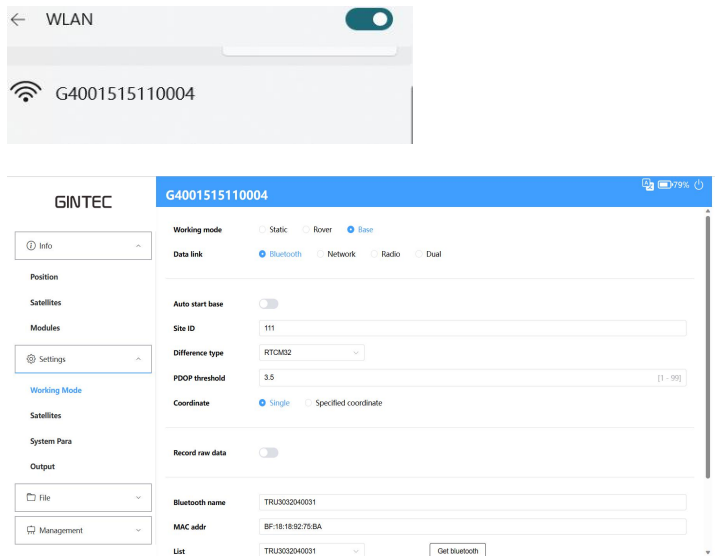 WLAN
G4001515110004
GINTEC
G4001515110004
79%
Working mode Static Rover Base
Data link Bluetooth Network Radio Dual
Info
Position
Satellites
Modules
Settings
Working Mode
Satellites
System Para
Output
File
Management
Auto start base
Site ID 111
Difference type RTCM32
PDOP threshold 3.5 [1 - 99]
Coordinate Single Specified coordinate
Record raw data
Bluetooth name TRU3032040031
MAC addr BF:18:18:92:75:BA
List TRU3032040031 Get bluetooth